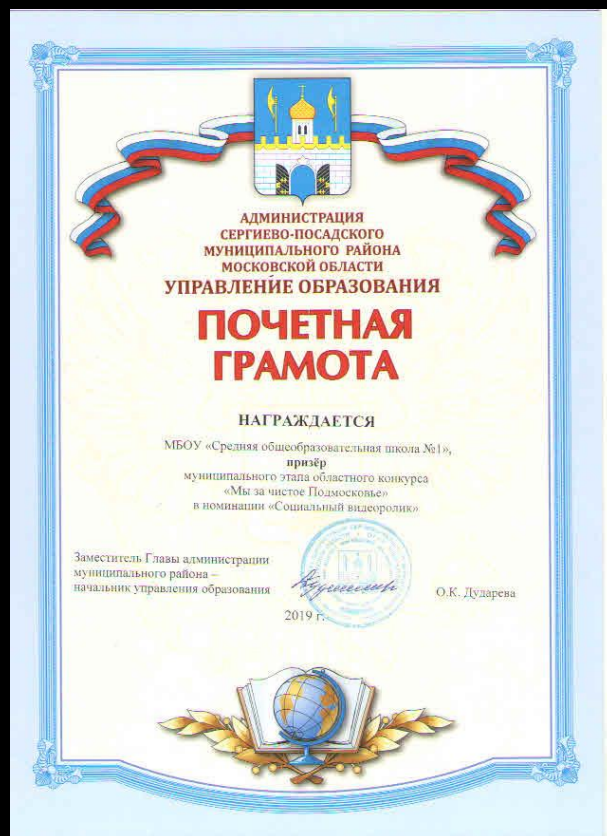 АДМИНИСТРАЦИЯ
СЕРГИЕВО-ПОСАДСКОГО
МУНИЦИПАЛЬНОГО РАЙОНА
МОСКОВСКОЙ ОБЛАСТИ
УПРАВЛЕНИЕ ОБРАЗОВАНИЯ
ПОЧЕТНАЯ
ГРАМОТА
НАГРАЖДАЕТСЯ
МБОУ «Средняя общеобразовательная школа №1»,
призёр
муниципального этапа областного конкурса
«Мы за чистое Подмосковье»
в номинации «Социальный видеоролик»
Заместитель Главы администрации
муниципального района –
начальник управления образования
О.К. Дударева
2019 г.